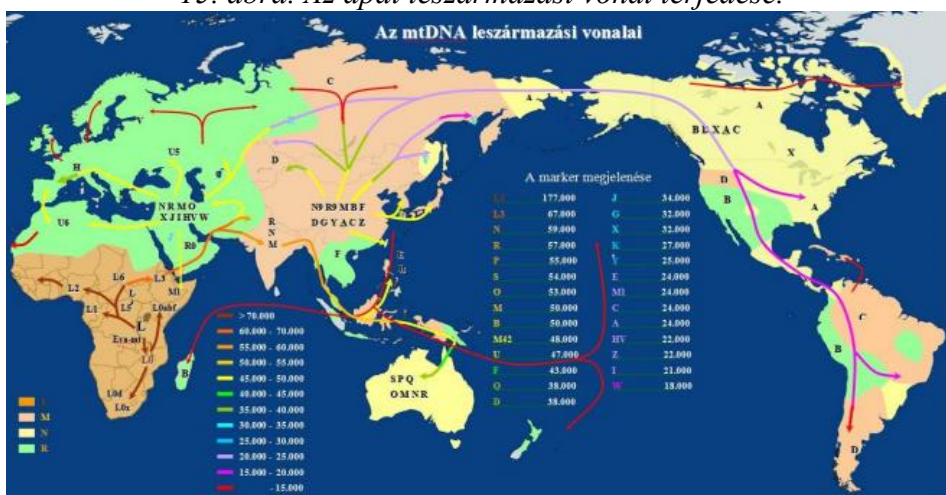 15. ábra: Az apai leszármazási vonal terjedése.
Az mtDNA leszármazási vonalai
C
A
A
U5
H
D
B E X A C
X
D
B
A
N R M O
X J I H V W
N9 R9 M B F
D G Y A C Z
U6
R0
R
N
M
F
L6
L3
M1
L2
L1
L5
L
L0abf
Eva-mt
L0
L0d
L0x
B
S P Q
O M N R
C
B
D
A marker megjelenése
177.000
L3 67.000
N 59.000
R 57.000
P 55.000
S 54.000
O 53.000
M 50.000
B 50.000
M42 48.000
U 47.000
F 43.000
Q 38.000
D 38.000
J 34.000
G 32.000
X 32.000
K 27.000
Y 25.000
E 24.000
M1 24.000
C 24.000
A 24.000
HV 22.000
Z 22.000
I 21.000
W 18.000
> 70.000
60.000 - 70.000
55.000 - 60.000
50.000 - 55.000
45.000 - 50.000
40.000 - 45.000
35.000 - 40.000
30.000 - 35.000
25.000 - 30.000
20.000 - 25.000
15.000 - 20.000
- 15.000
L
M
N
R